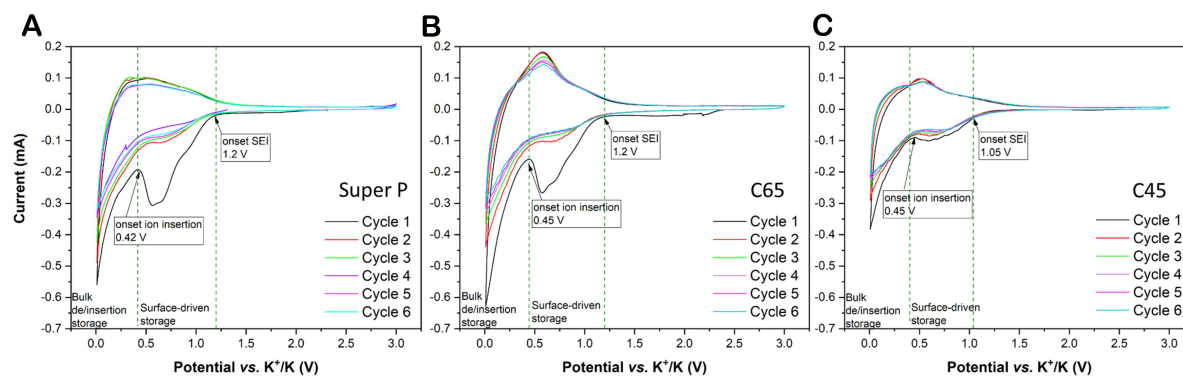 A
0.2
0.1
0.0
-0.1
-0.2
-0.3
-0.4
-0.5
-0.6
-0.7
Current (mA)
onset SEI
1.2 V
Super P
onset ion insertion
0.42 V
Cycle 1
Cycle 2
Cycle 3
Cycle 4
Cycle 5
Cycle 6
Bulk
de/insertion
storage
Surface-driven
storage
0.0 0.5 1.0 1.5 2.0 2.5 3.0
Potential vs. K⁺/K (V)
B
0.2
0.1
0.0
-0.1
-0.2
-0.3
-0.4
-0.5
-0.6
-0.7
onset SEI
1.2 V
C65
onset ion insertion
0.45 V
Cycle 1
Cycle 2
Cycle 3
Cycle 4
Cycle 5
Cycle 6
Bulk
de/insertion
storage
Surface-driven
storage
0.0 0.5 1.0 1.5 2.0 2.5 3.0
Potential vs. K⁺/K (V)
C
0.2
0.1
0.0
-0.1
-0.2
-0.3
-0.4
-0.5
-0.6
-0.7
onset SEI
1.05 V
C45
onset ion insertion
0.45 V
Cycle 1
Cycle 2
Cycle 3
Cycle 4
Cycle 5
Cycle 6
Bulk
de/insertion
storage
Surface-driven
storage
0.0 0.5 1.0 1.5 2.0 2.5 3.0
Potential vs. K⁺/K (V)